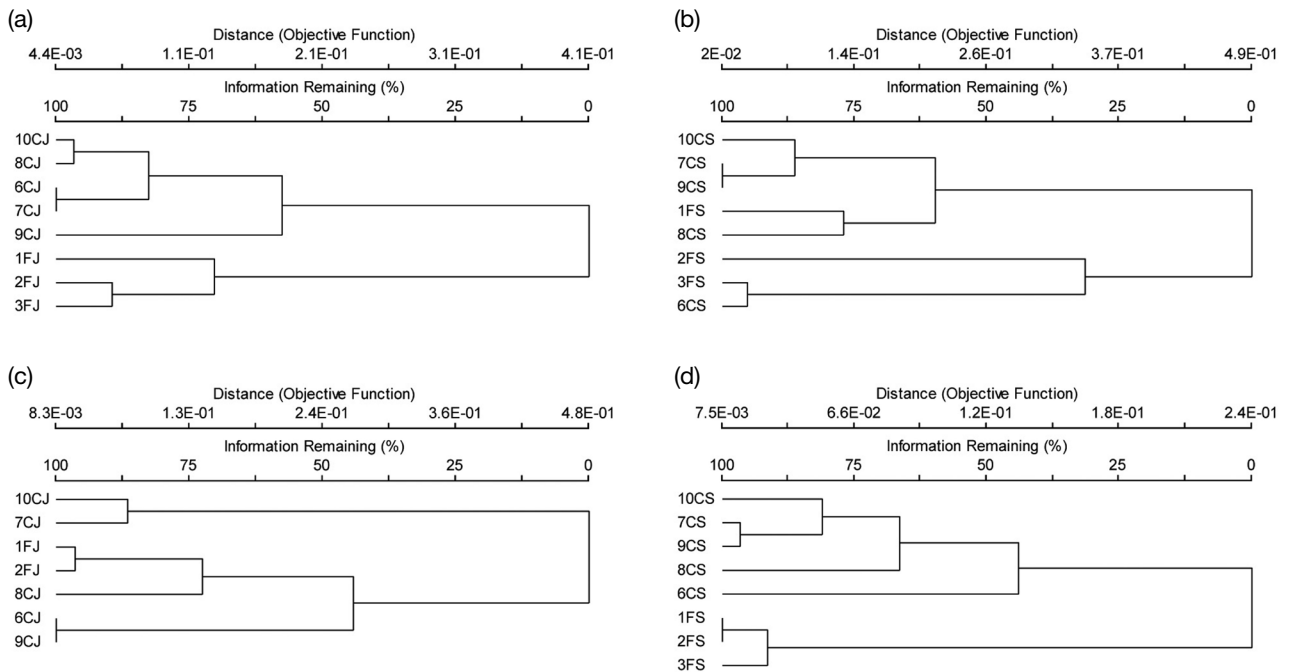 (a)
Distance (Objective Function)
4.4E-03 1.1E-01 2.1E-01 3.1E-01 4.1E-01
Information Remaining (%)
100 75 50 25 0
10CJ
8CJ
6CJ
7CJ
9CJ
1FJ
2FJ
3FJ
(b)
Distance (Objective Function)
2E-02 1.4E-01 2.6E-01 3.7E-01 4.9E-01
Information Remaining (%)
100 75 50 25 0
10CS
7CS
9CS
1FS
8CS
2FS
3FS
6CS
(c)
Distance (Objective Function)
8.3E-03 1.3E-01 2.4E-01 3.6E-01 4.8E-01
Information Remaining (%)
100 75 50 25 0
10CJ
7CJ
1FJ
2FJ
8CJ
6CJ
9CJ
(d)
Distance (Objective Function)
7.5E-03 6.6E-02 1.2E-01 1.8E-01 2.4E-01
Information Remaining (%)
100 75 50 25 0
10CS
7CS
9CS
8CS
6CS
1FS
2FS
3FS